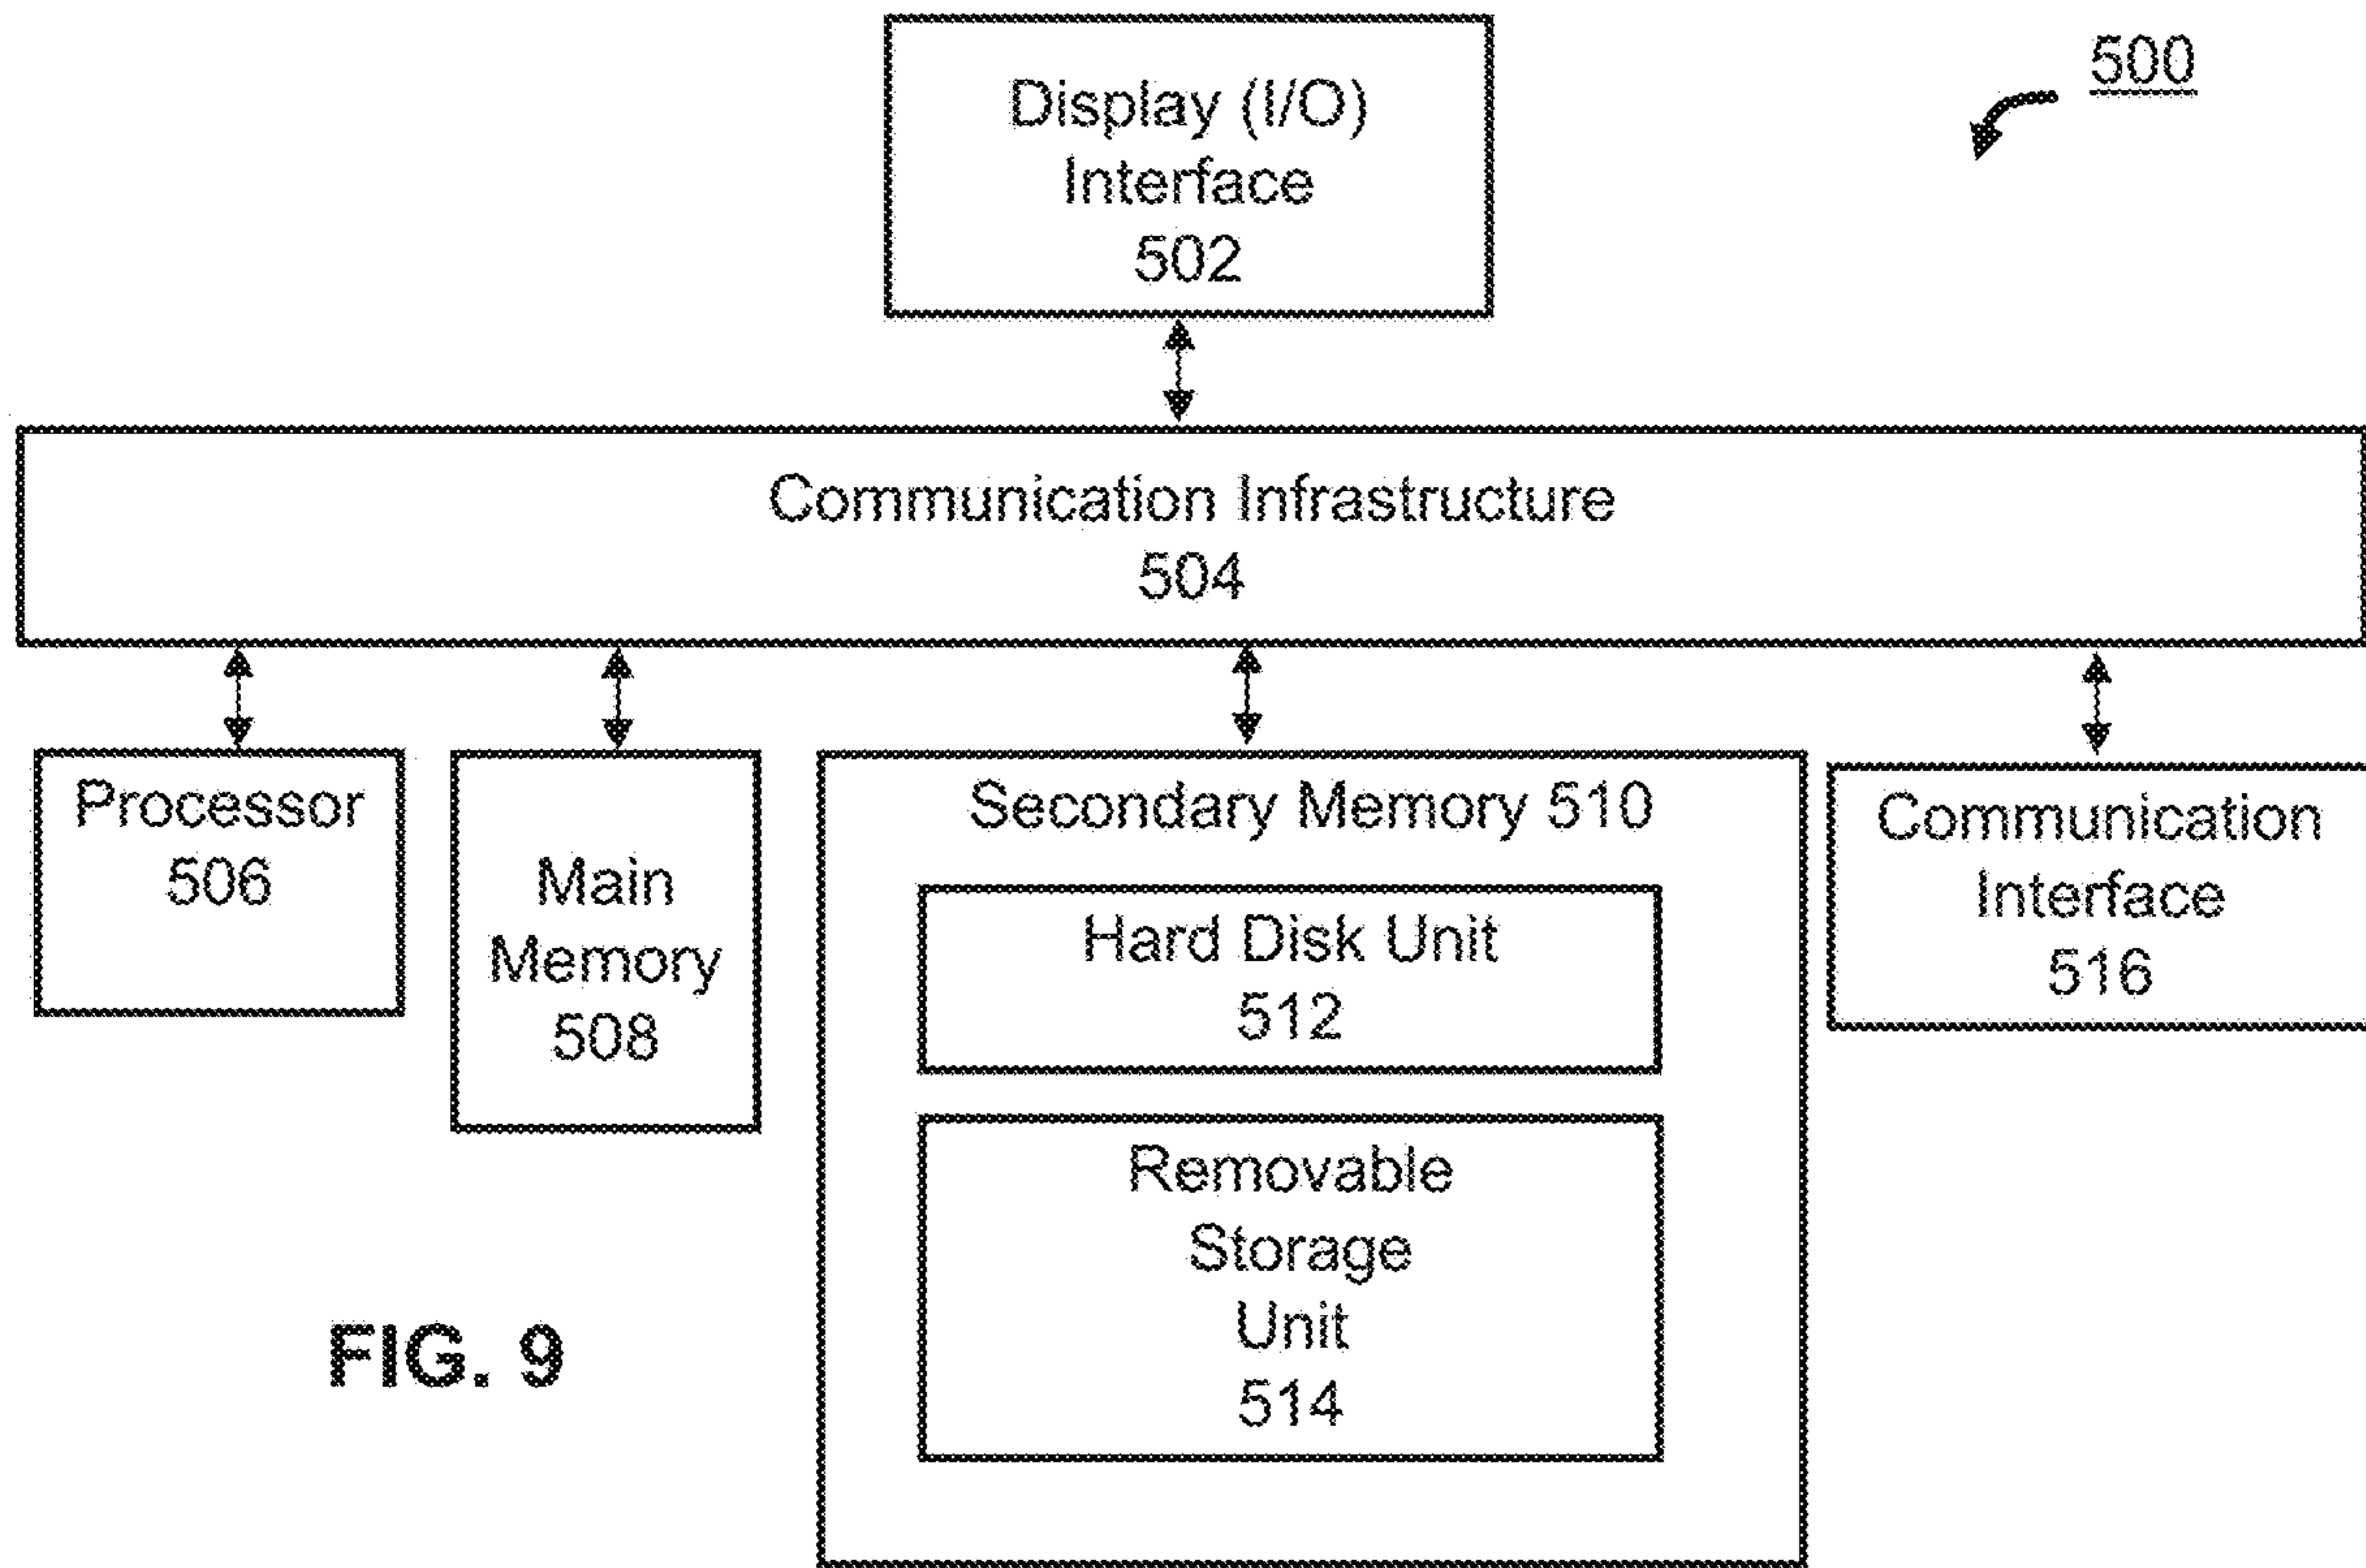 500
Display (I/O)
Interface
502
Communication Infrastructure
504
Processor
506
Main
Memory
508
Secondary Memory 510
Hard Disk Unit
512
Removable
Storage
Unit
514
Communication
Interface
516
FIG. 9